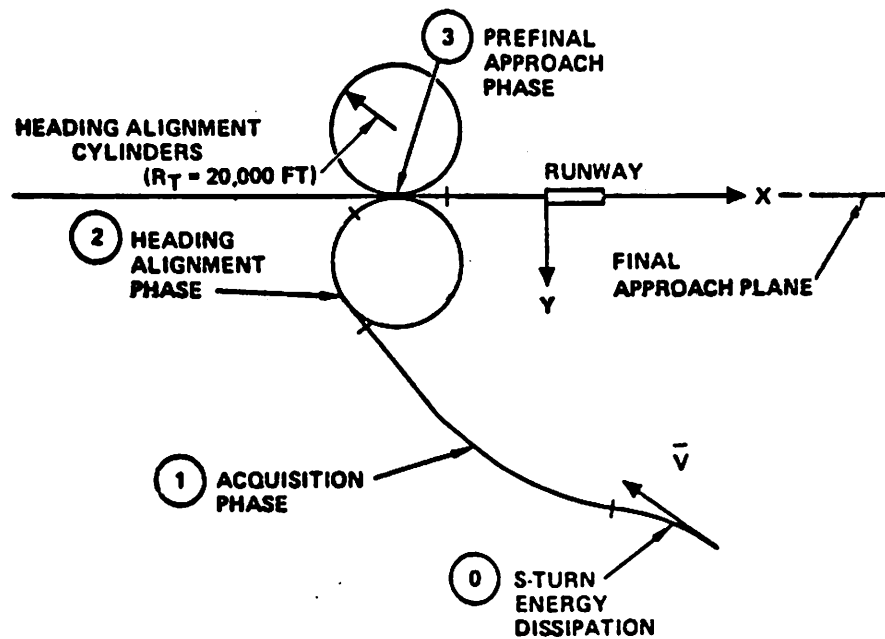 3 PREFINAL
APPROACH
PHASE
HEADING ALIGNMENT
CYLINDERS
(R_T = 20,000 FT)
RUNWAY
X
2 HEADING
ALIGNMENT
PHASE
Y
FINAL
APPROACH PLANE
1 ACQUISITION
PHASE
V̄
0 S-TURN
ENERGY
DISSIPATION